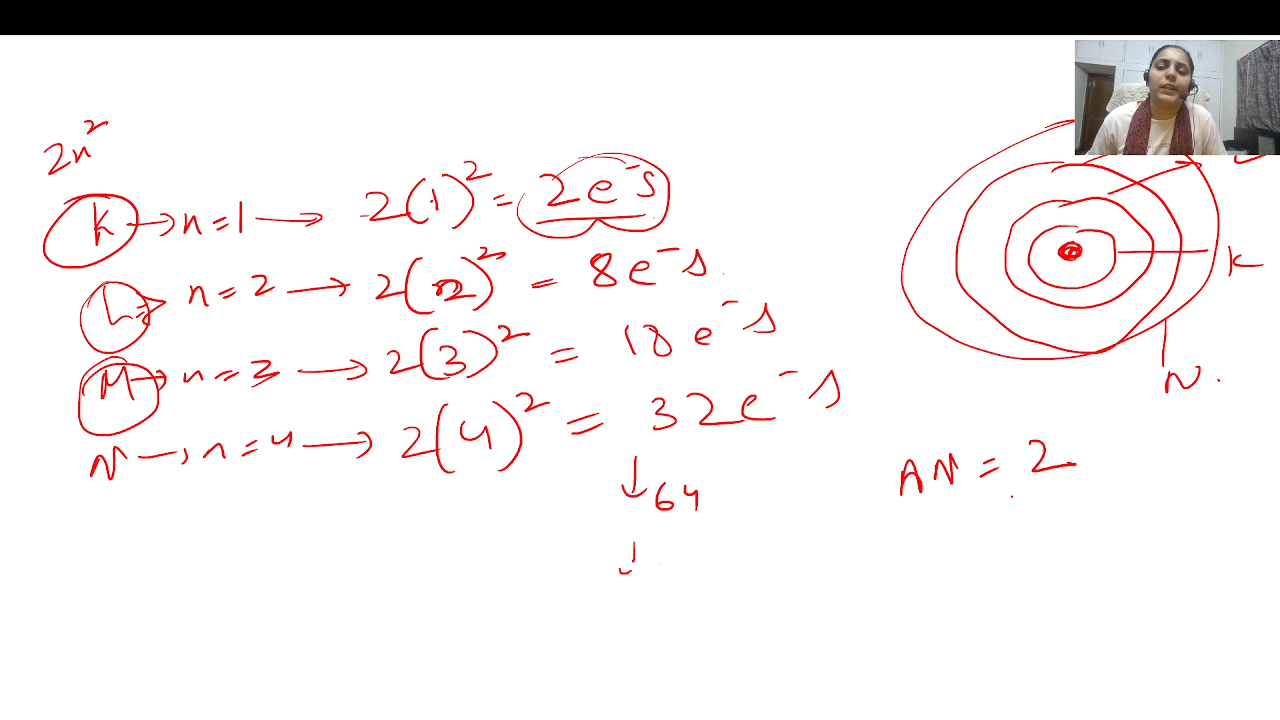 2n²
K → n=1 → 2(1)² = 2e⁻s
L → n=2 → 2(2)² = 8e⁻s
M → n=3 → 2(3)² = 18e⁻s
N → n=4 → 2(4)² = 32e⁻s
↓ 64
↓
K
N.
AN = 2